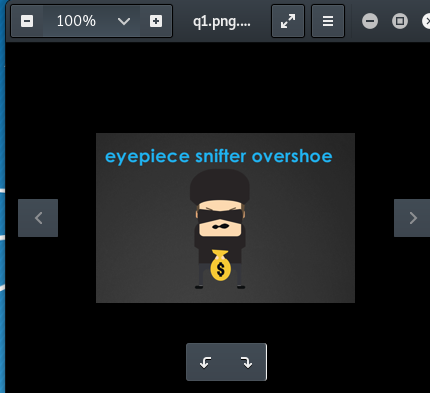 100%
q1.png....
eyepiece snifter overshoe
$